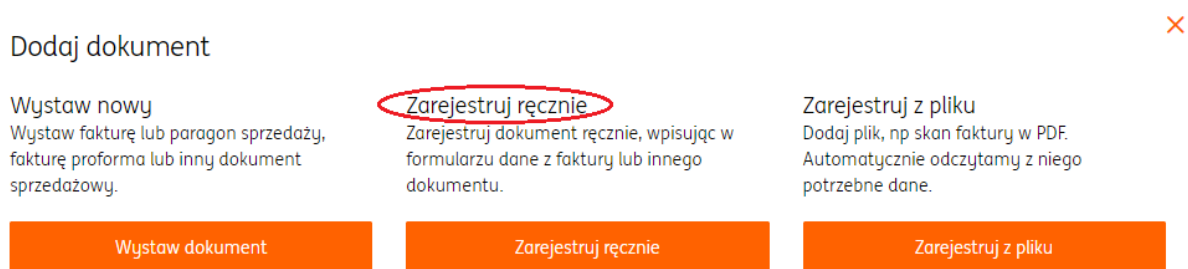 Dodaj dokument
Wystaw nowy
Wystaw fakturę lub paragon sprzedaży,
fakturę proforma lub inny dokument
sprzedażowy.
Wystaw dokument
Zarejestruj ręcznie
Zarejestruj dokument ręcznie, wpisując w
formularzu dane z faktury lub innego
dokumentu.
Zarejestruj ręcznie
Zarejestruj z pliku
Dodaj plik, np skan faktury w PDF.
Automatycznie odczytamy z niego
potrzebne dane.
Zarejestruj z pliku